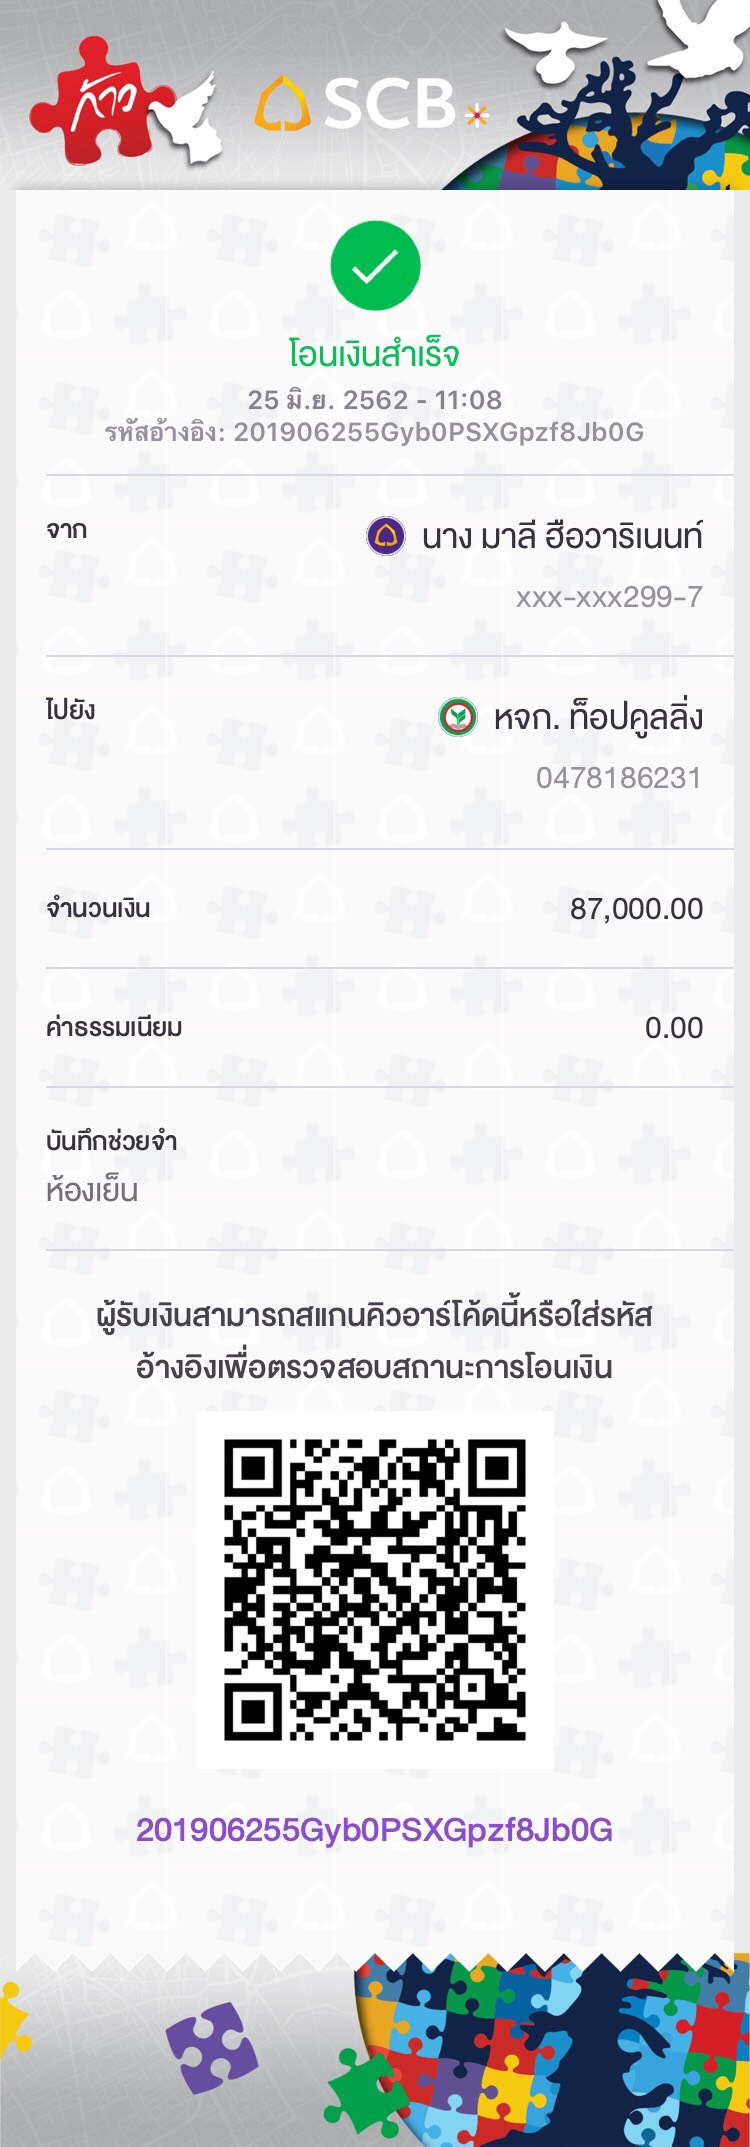 ก้าว
SCB
โอนเงินสำเร็จ
25 มิ.ย. 2562 - 11:08
รหัสอ้างอิง: 201906255Gyb0PSXGpzf8Jb0G
จาก
นาง มาลี ฮือวาริเนนท์
xxx-xxx299-7
ไปยัง
หจก. ท็อปคูลลิ่ง
0478186231
จำนวนเงิน
87,000.00
ค่าธรรมเนียม
0.00
บันทึกช่วยจำ
ห้องเย็น
ผู้รับเงินสามารถสแกนคิวอาร์โค้ดนี้หรือใส่รหัส
อ้างอิงเพื่อตรวจสอบสถานะการโอนเงิน
201906255Gyb0PSXGpzf8Jb0G